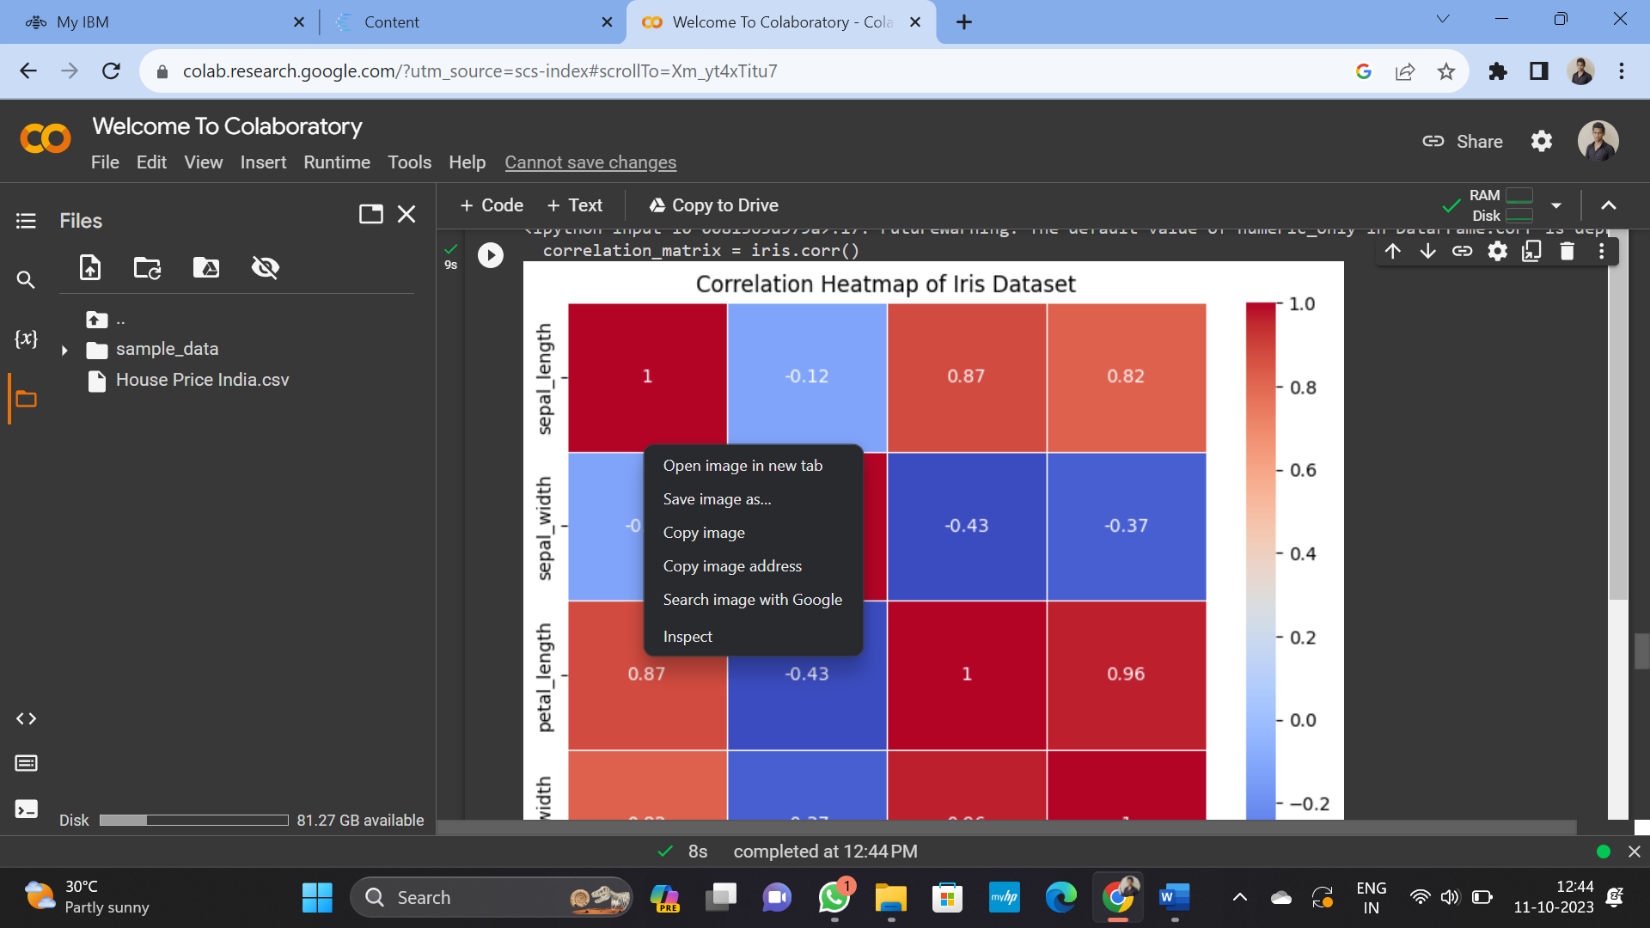 My IBM
Content
Welcome To Colaboratory - Cola
colab.research.google.com/?utm_source=scs-index#scrollTo=Xm_yt4xTitu7
Welcome To Colaboratory
File Edit View Insert Runtime Tools Help Cannot save changes
Share
Files
+ Code + Text Copy to Drive
RAM
Disk
..
sample_data
House Price India.csv
Disk 81.27 GB available
{x}
9s
correlation_matrix = iris.corr()
Correlation Heatmap of Iris Dataset
sepal_length
1 -0.12 0.87 0.82
sepal_width
-0.43 -0.37
petal_length
0.87 -0.43 1 0.96
width
1.0
0.8
0.6
0.4
0.2
0.0
−0.2
Open image in new tab
Save image as...
Copy image
Copy image address
Search image with Google
Inspect
8s completed at 12:44 PM
30°C
Partly sunny
Search
PRE
1
myhp
ENG
IN
12:44
11-10-2023